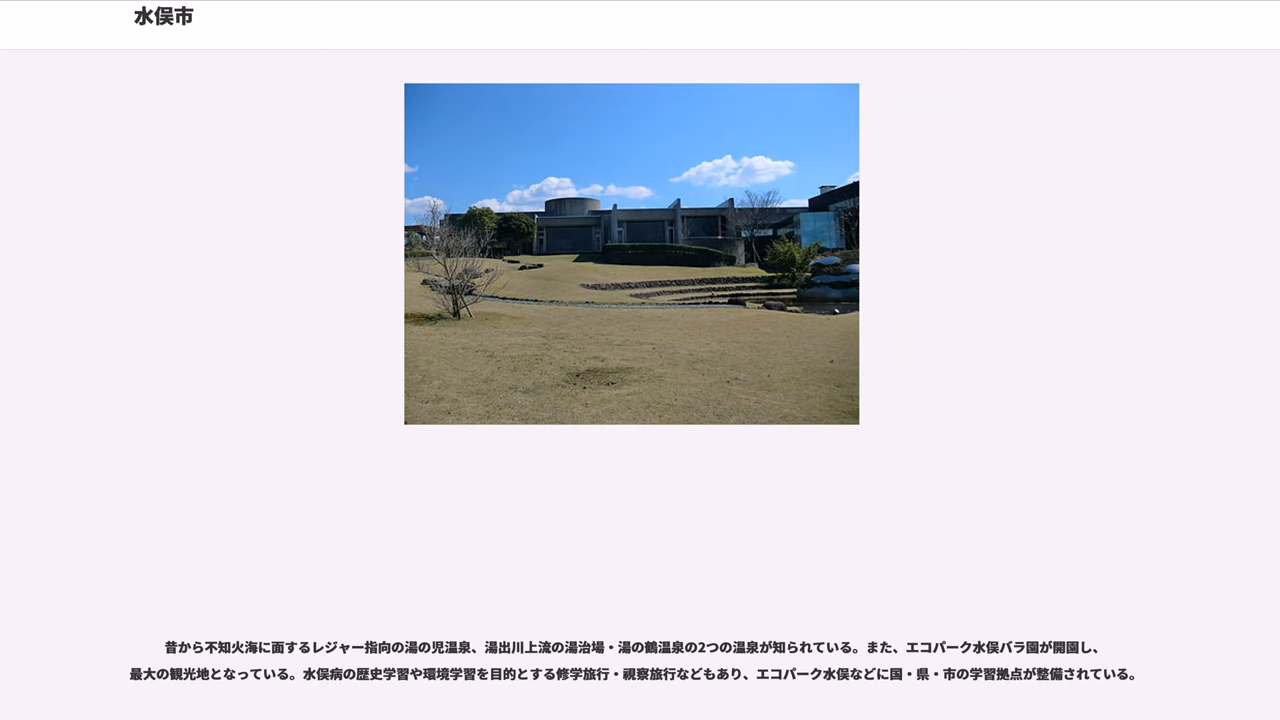 水俣市
昔から不知火海に面するレジャー指向の湯の児温泉、湯出川上流の湯治場・湯の鶴温泉の2つの温泉が知られている。また、エコパーク水俣バラ園が開園し、
最大の観光地となっている。水俣病の歴史学習や環境学習を目的とする修学旅行・視察旅行などもあり、エコパーク水俣などに国・県・市の学習拠点が整備されている。